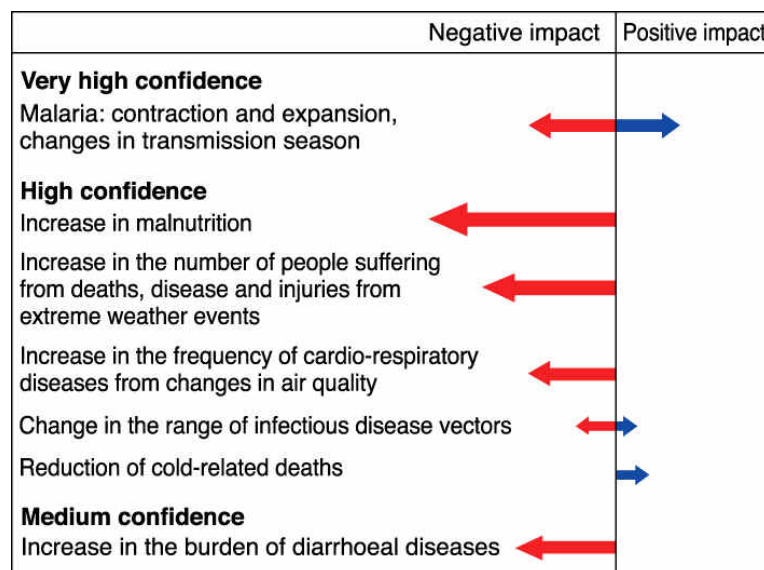 Negative impact Positive impact
Very high confidence
Malaria: contraction and expansion,
changes in transmission season
High confidence
Increase in malnutrition
Increase in the number of people suffering
from deaths, disease and injuries from
extreme weather events
Increase in the frequency of cardio-respiratory
diseases from changes in air quality
Change in the range of infectious disease vectors
Reduction of cold-related deaths
Medium confidence
Increase in the burden of diarrhoeal diseases